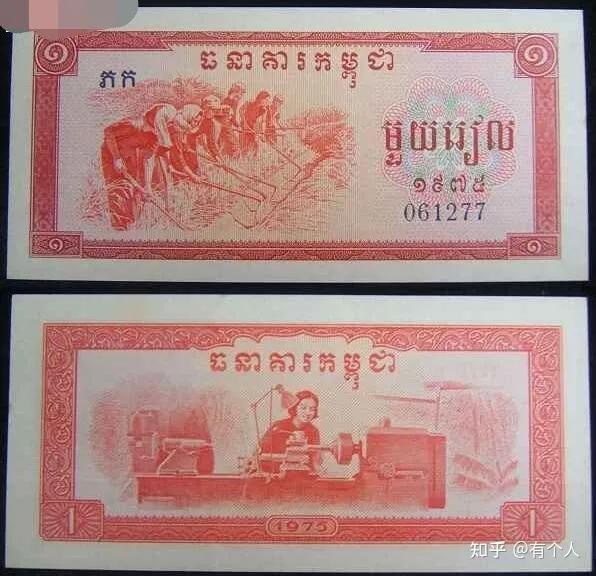 ១ ធនាគារកម្ពុជា ១
ភក
មួយរៀល
១៩៧៥
061277
១ ១
ធនាគារកម្ពុជា
1 1975 1
知乎 @有个人